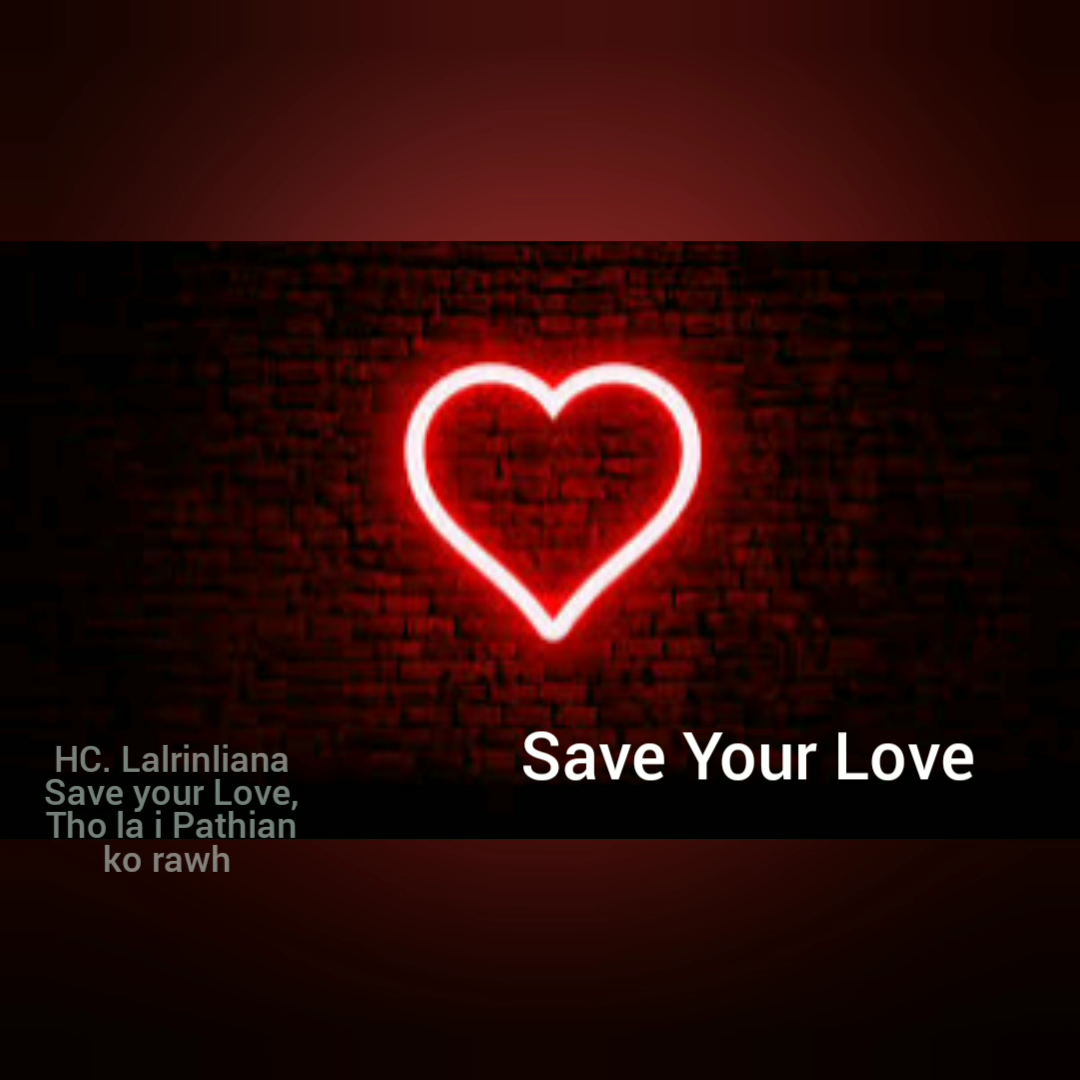 Save Your Love
HC. Lalrinliana
Save your Love,
Tho la i Pathian
ko rawh